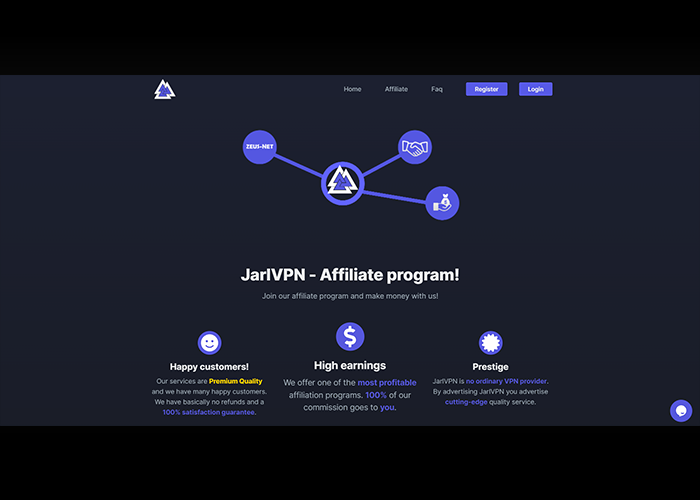 Home Affiliate Faq Register Login
ZEUS-NET
JarlVPN - Affiliate program!
Join our affiliate program and make money with us!
Happy customers!
Our services are Premium Quality
and we have many happy customers.
We have basically no refunds and a
100% satisfaction guarantee.
High earnings
We offer one of the most profitable
affiliation programs. 100% of our
commission goes to you.
Prestige
JarlVPN is no ordinary VPN provider.
By advertising JarlVPN you advertise
cutting-edge quality service.